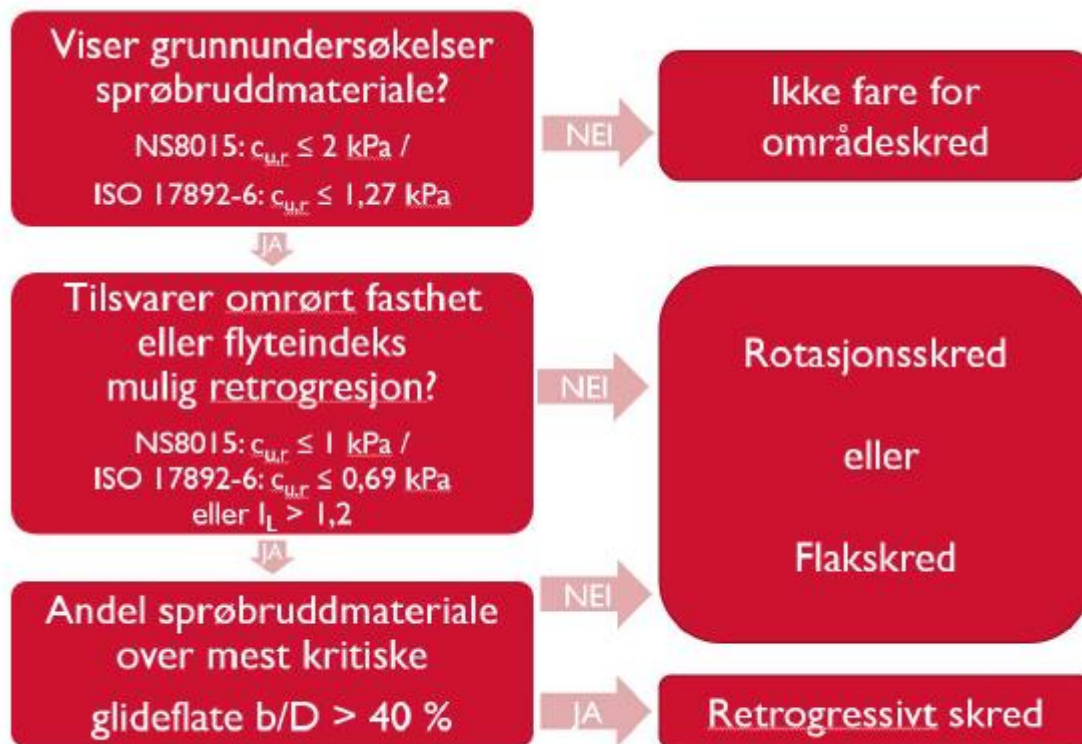 Viser grunnundersøkelser
sprøbruddmateriale?
NS8015: cu,r ≤ 2 kPa /
ISO 17892-6: cu,r ≤ 1,27 kPa
NEI
Ikke fare for
områdeskred
JA
Tilsvarer omrørt fasthet
eller flyteindeks
mulig retrogresjon?
NS8015: cu,r ≤ 1 kPa /
ISO 17892-6: cu,r ≤ 0,69 kPa
eller IL > 1,2
NEI
Rotasjonsskred
eller
Flakskred
JA
Andel sprøbruddmateriale
over mest kritiske
glideflate b/D > 40 %
NEI
JA
Retrogressivt skred